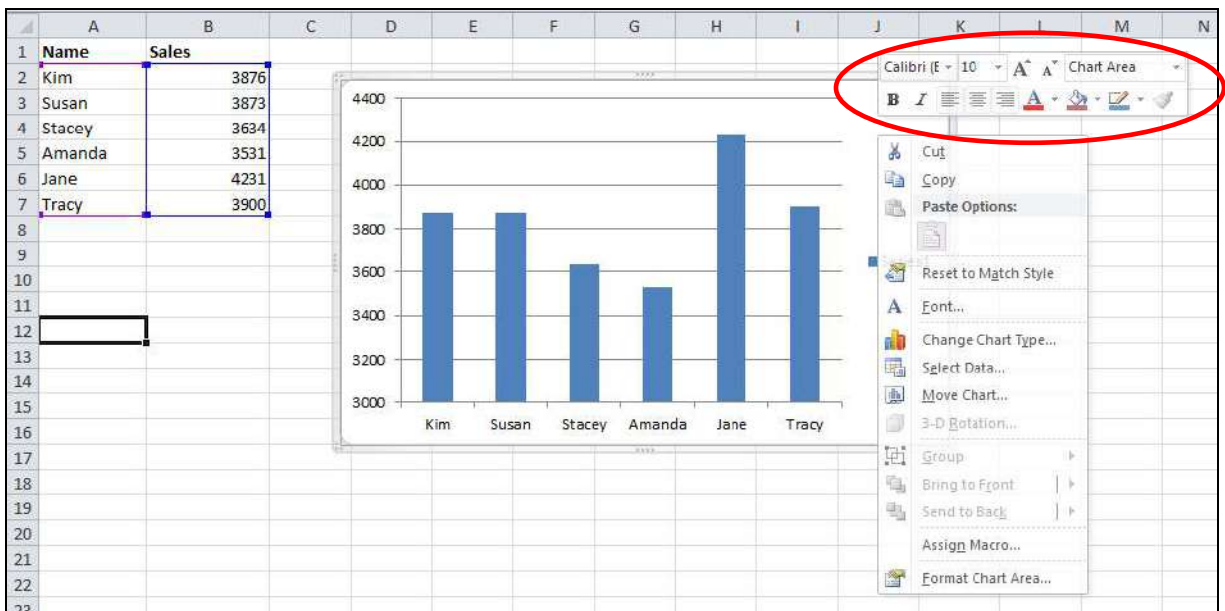 A B C D E F G H I J K L M N
1 Name Sales
2 Kim 3876
3 Susan 3873
4 Stacey 3634
5 Amanda 3531
6 Jane 4231
7 Tracy 3900
8
9
10
11
12
13
14
15
16
17
18
19
20
21
22
23
4400
4200
4000
3800
3600
3400
3200
3000
Kim Susan Stacey Amanda Jane Tracy
Calibri (E 10 A A Chart Area
B I A
Cut
Copy
Paste Options:
Reset to Match Style
A Font...
Change Chart Type...
Select Data...
Move Chart...
3-D Rotation...
Group
Bring to Front
Send to Back
Assign Macro...
Format Chart Area...